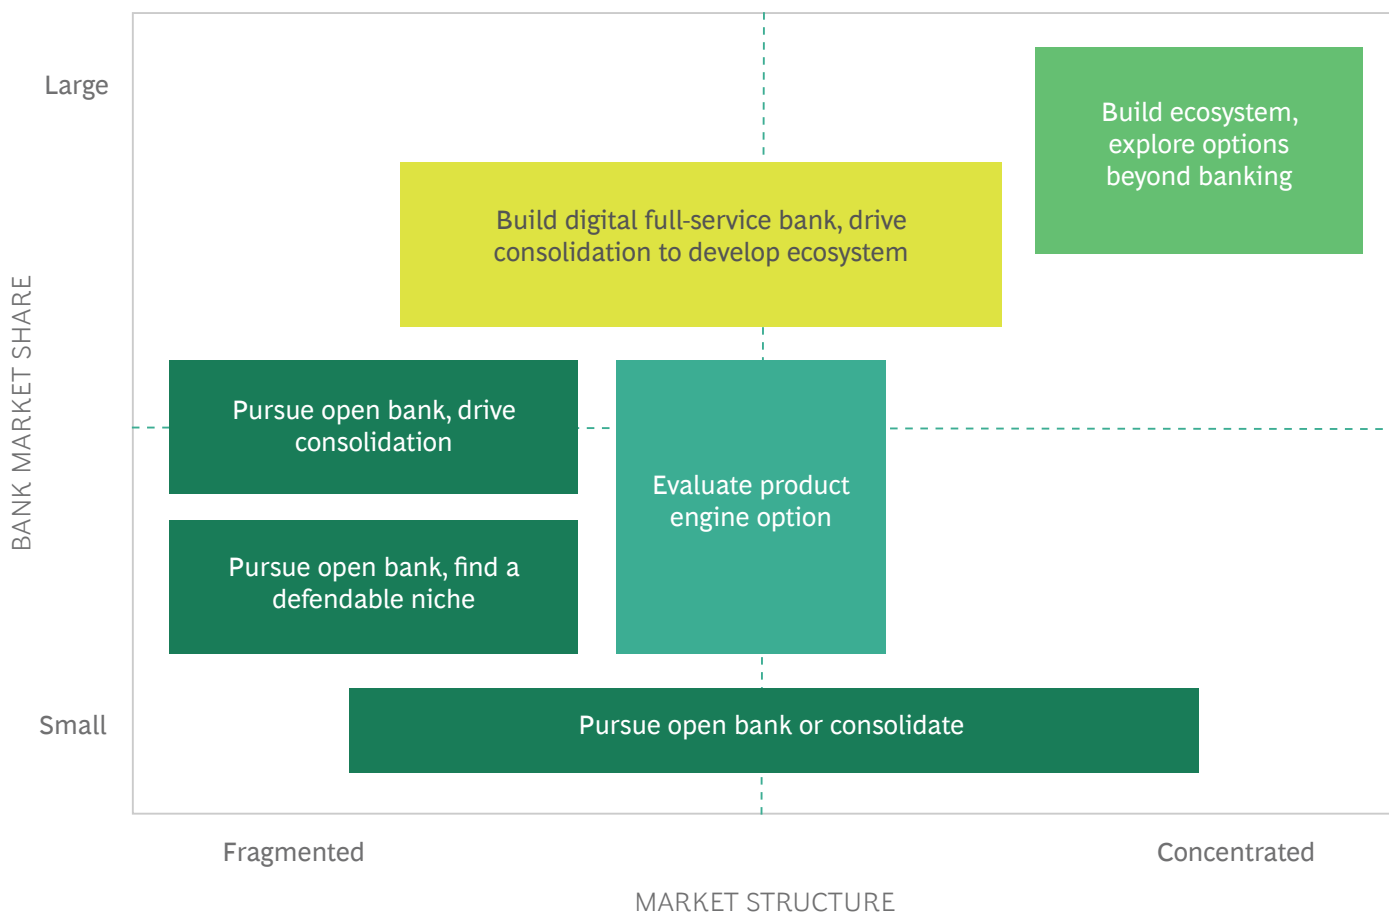 Large
Build ecosystem,
explore options
beyond banking
Build digital full-service bank, drive
consolidation to develop ecosystem
BANK MARKET SHARE
Pursue open bank, drive
consolidation
Evaluate product
engine option
Pursue open bank, find a
defendable niche
Small
Pursue open bank or consolidate
Fragmented
Concentrated
MARKET STRUCTURE